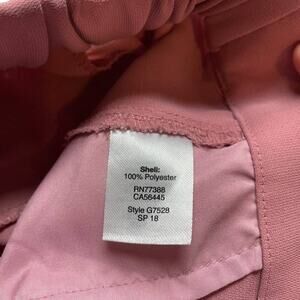 Shell:
100% Polyester
RN77388
CA56445
Style G7528
SP 18